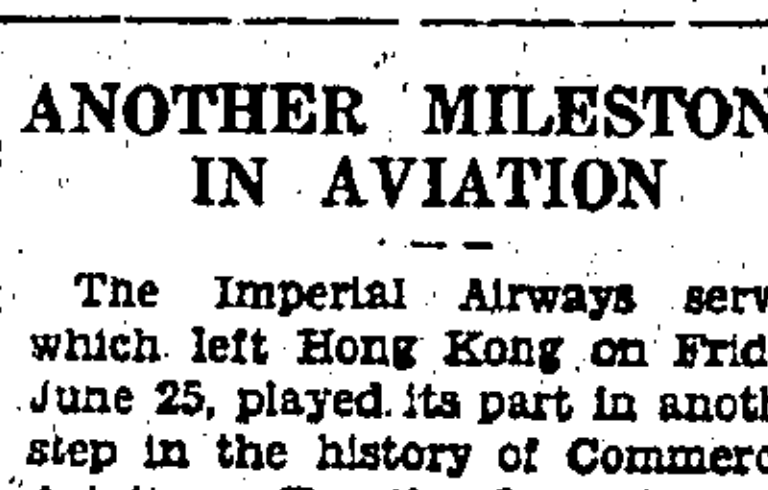 ANOTHER MILESTON
IN AVIATION
The Imperial Airways serv
which left Hong Kong on Frid
June 25, played its part in anoth
step in the history of Commerc